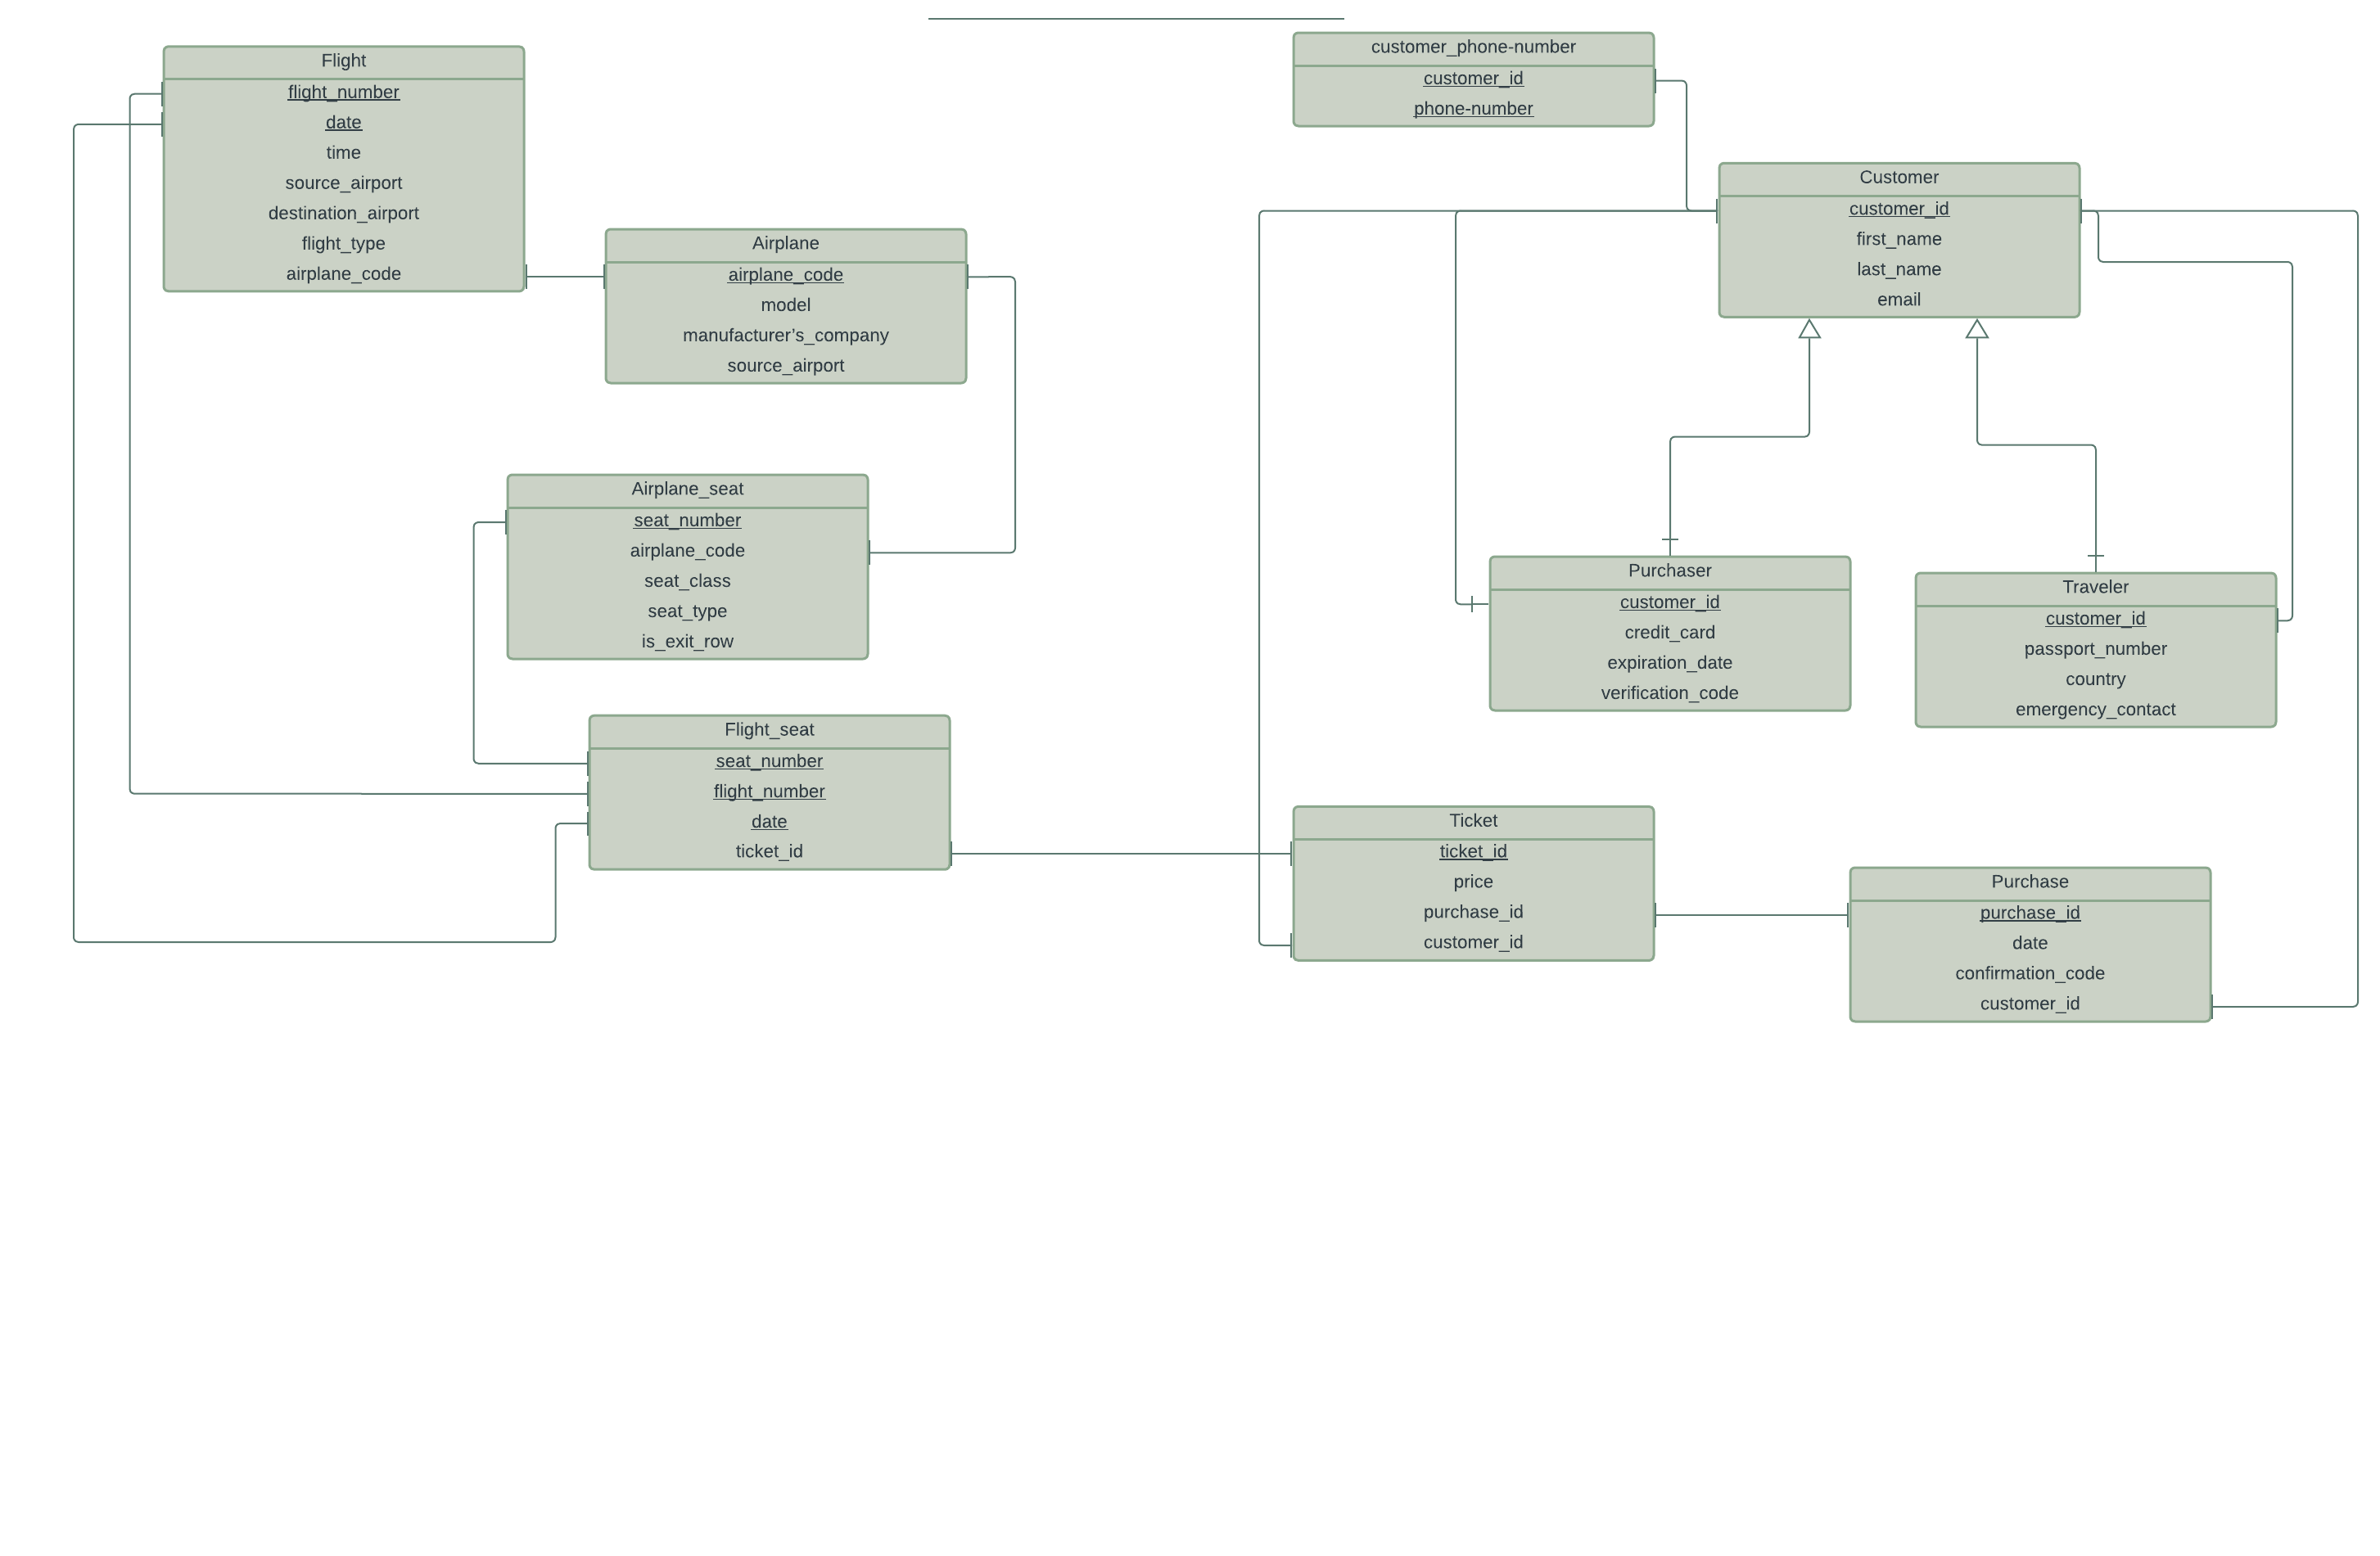 Flight
flight_number
date
time
source_airport
destination_airport
flight_type
airplane_code
Airplane
airplane_code
model
manufacturer’s_company
source_airport
Airplane_seat
seat_number
airplane_code
seat_class
seat_type
is_exit_row
Flight_seat
seat_number
flight_number
date
ticket_id
customer_phone-number
customer_id
phone-number
Customer
customer_id
first_name
last_name
email
Purchaser
customer_id
credit_card
expiration_date
verification_code
Traveler
customer_id
passport_number
country
emergency_contact
Ticket
ticket_id
price
purchase_id
customer_id
Purchase
purchase_id
date
confirmation_code
customer_id